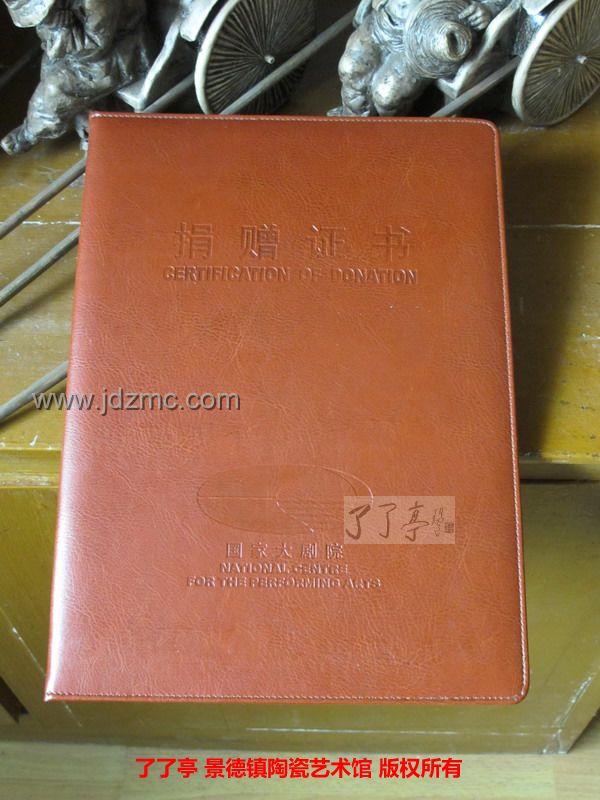 捐赠证书
CERTIFICATION OF DONATION
www.jdzmc.com
了了亭
国家大剧院
NATIONAL CENTRE
FOR THE PERFORMING ARTS
了了亭 景德镇陶瓷艺术馆 版权所有